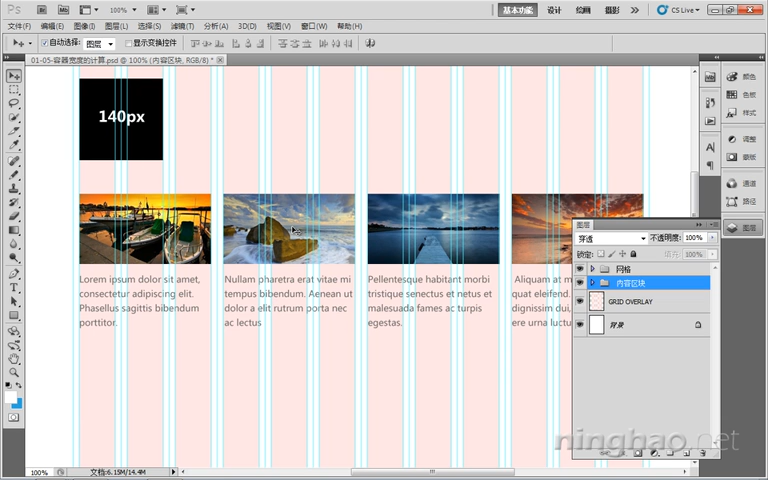 Ps Br Mb 100%
基本功能 设计 绘画 摄影 CS Live
文件(F) 编辑(E) 图像(I) 图层(L) 选择(S) 滤镜(T) 分析(A) 3D(D) 视图(V) 窗口(W) 帮助(H)
自动选择: 图层 显示变换控件
01-05-容器宽度的计算.psd @ 100% (内容区块, RGB/8) *
140px
Lorem ipsum dolor sit amet,
consectetur adipiscing elit.
Phasellus sagittis bibendum
porttitor.
Nullam pharetra erat vitae mi
tempus bibendum. Aenean ut
dolor a elit rutrum porta nec
ac lectus
Pellentesque habitant morbi
tristique senectus et netus et
malesuada fames ac turpis
egestas.
Aliquam at m
quat eleifend.
dignissim dui,
ere urna luctu
颜色
色板
样式
调整
蒙版
通道
路径
图层
图层
穿透 不透明度: 100%
锁定: 填充: 100%
网格
内容区块
GRID OVERLAY
背景
ninghao.net
100% 文档:6.15M/14.4M